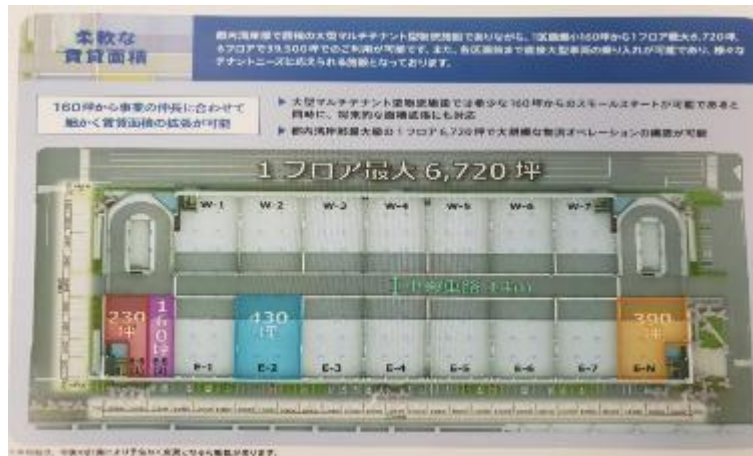 柔軟な
賃貸面積
都内湾岸部で最大級の大型マルチテナント型物流施設でありながら、1区画最小160坪から1フロア最大6,720坪、
6フロアで39,500坪でのご利用が可能です。また、各区画前まで直接大型車両の乗り入れが可能であり、様々な
テナントニーズに応えられる施設となっております。
160坪から事業の伸長に合わせて
細かく賃貸面積の拡張が可能
▶ 大型マルチテナント型物流施設では希少な160坪からのスモールスタートが可能であると
同時に、将来的な面積拡張にも対応
▶ 都内湾岸部最大級の1フロア6,720坪で大規模な物流オペレーションの構築が可能
1フロア最大 6,720 坪
W-1 W-2 W-3 W-4 W-5 W-6 W-7
中央車路 14m
230
坪
160坪
430
坪
390
坪
E-1 E-2 E-3 E-4 E-5 E-6 E-7 E-N